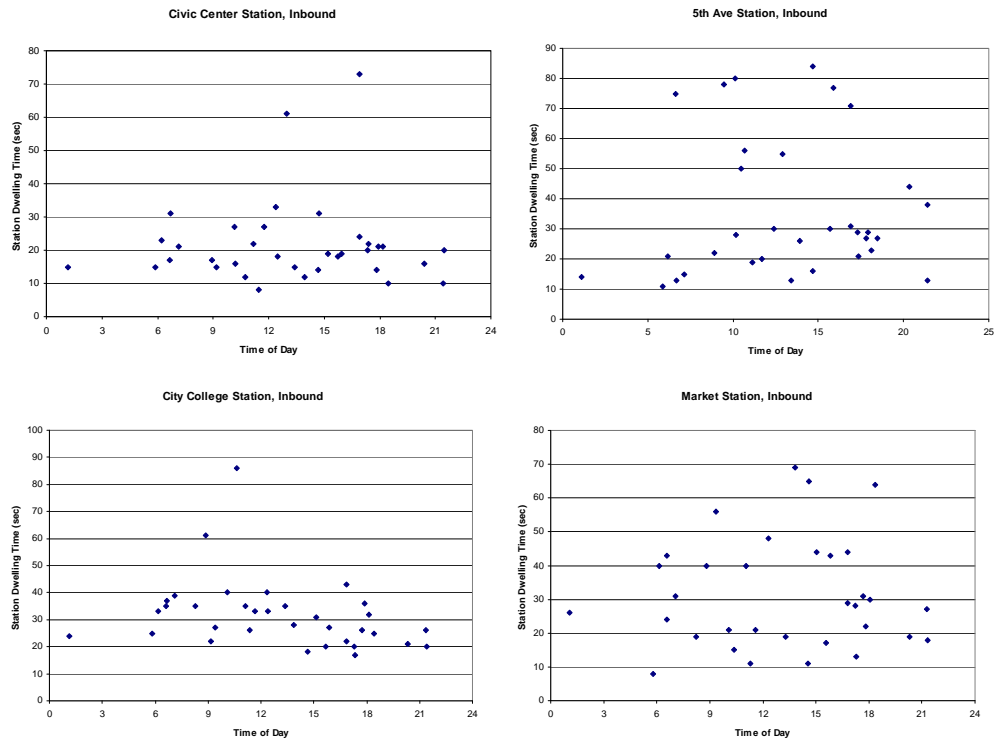 Civic Center Station, Inbound
80
70
60
50
40
30
20
10
0
0 3 6 9 12 15 18 21 24
Station Dwelling Time (sec)
Time of Day
5th Ave Station, Inbound
90
80
70
60
50
40
30
20
10
0
0 5 10 15 20 25
Station Dwelling Time (sec)
Time of Day
City College Station, Inbound
100
90
80
70
60
50
40
30
20
10
0
0 3 6 9 12 15 18 21 24
Station Dwelling Time (sec)
Time of Day
Market Station, Inbound
80
70
60
50
40
30
20
10
0
0 3 6 9 12 15 18 21 24
Station Dwelling Time (sec)
Time of Day